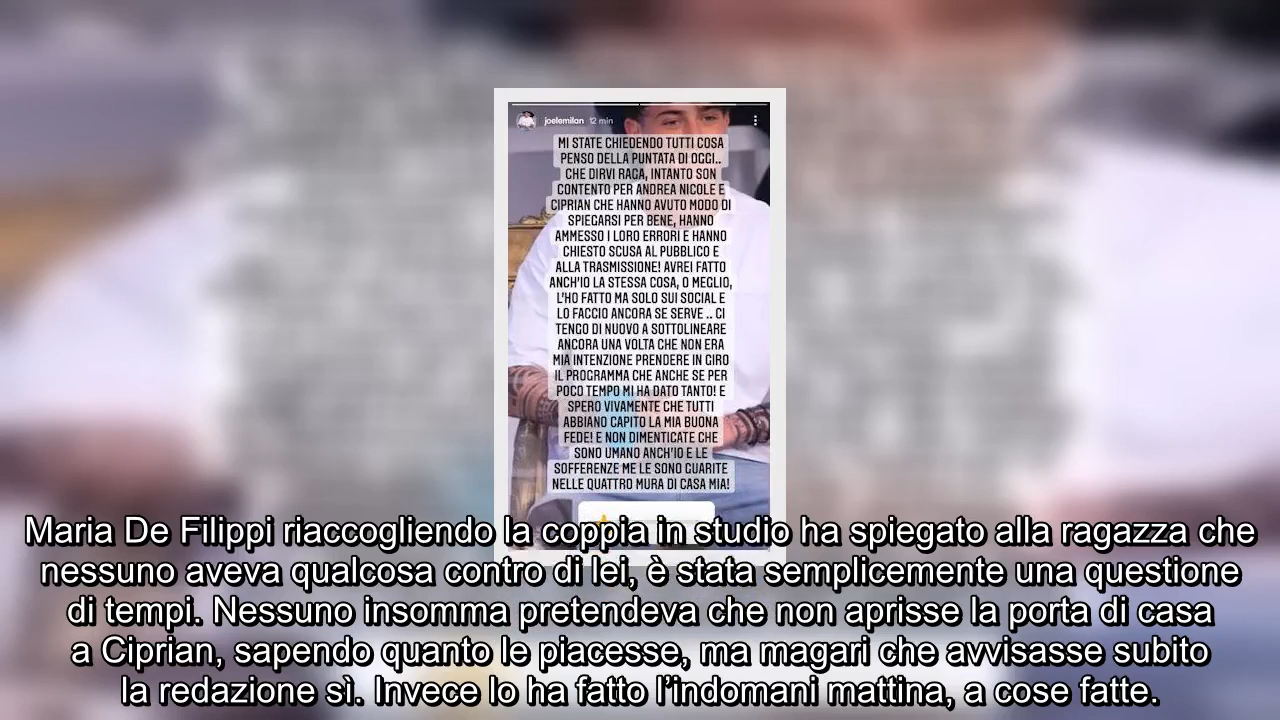 joelemilan 12 min
MI STATE CHIEDENDO TUTTI COSA
PENSO DELLA PUNTATA DI OGGI..
CHE DIRVI RAGA, INTANTO SON
CONTENTO PER ANDREA NICOLE E
CIPRIAN CHE HANNO AVUTO MODO DI
SPIEGARSI PER BENE, HANNO
AMMESSO I LORO ERRORI E HANNO
CHIESTO SCUSA AL PUBBLICO E
ALLA TRASMISSIONE! AVREI FATTO
ANCH'IO LA STESSA COSA, O MEGLIO,
L'HO FATTO MA SOLO SUI SOCIAL E
LO FACCIO ANCORA SE SERVE .. CI
TENGO DI NUOVO A SOTTOLINEARE
ANCORA UNA VOLTA CHE NON ERA
MIA INTENZIONE PRENDERE IN GIRO
IL PROGRAMMA CHE ANCHE SE PER
POCO TEMPO MI HA DATO TANTO! E
SPERO VIVAMENTE CHE TUTTI
ABBIANO CAPITO LA MIA BUONA
FEDE! E NON DIMENTICATE CHE
SONO UMANO ANCH'IO E LE
SOFFERENZE ME LE SONO GUARITE
NELLE QUATTRO MURA DI CASA MIA!
Maria De Filippi riaccogliendo la coppia in studio ha spiegato alla ragazza che
nessuno aveva qualcosa contro di lei, è stata semplicemente una questione
di tempi. Nessuno insomma pretendeva che non aprisse la porta di casa
a Ciprian, sapendo quanto le piacesse, ma magari che avvisasse subito
la redazione sì. Invece lo ha fatto l'indomani mattina, a cose fatte.